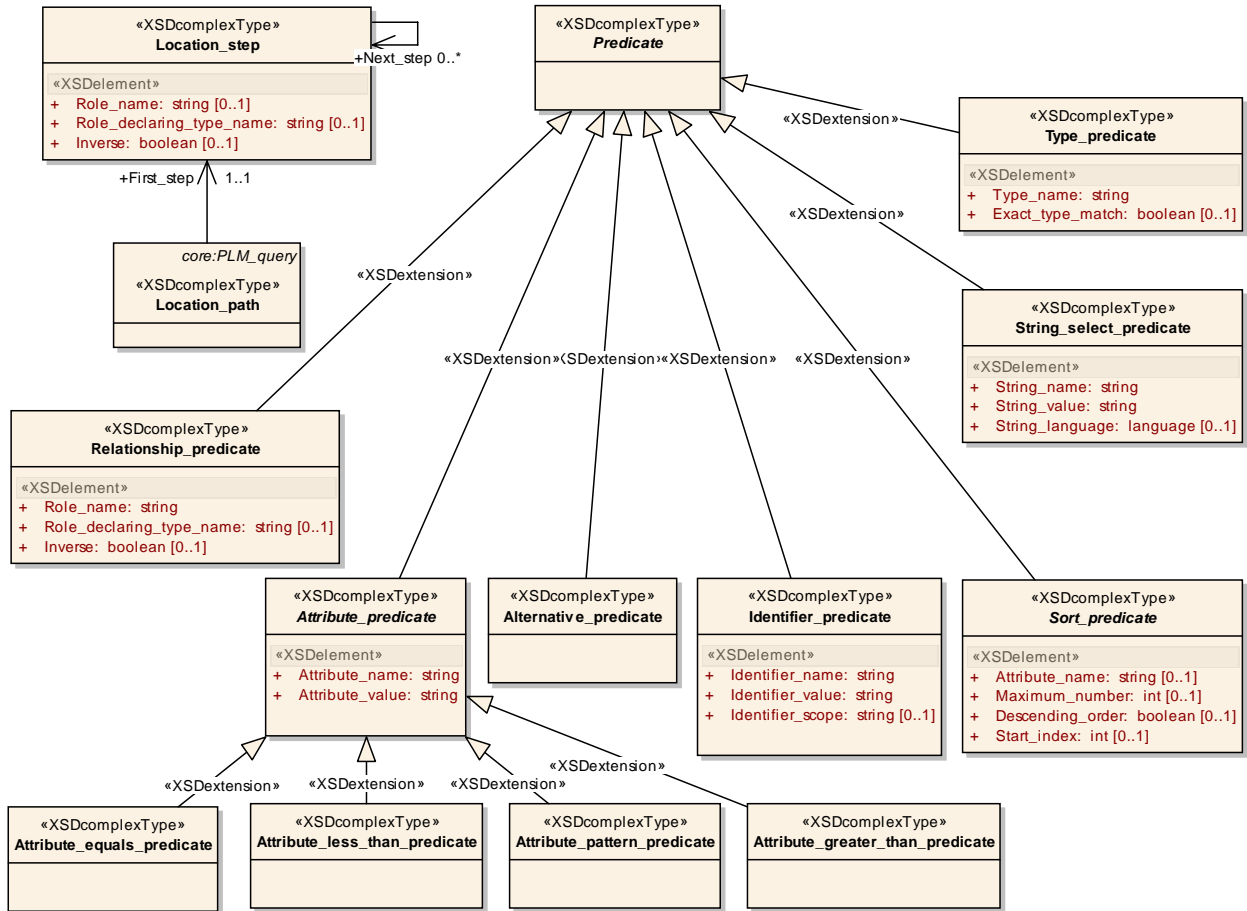 «XSDcomplexType»
Location_step
«XSDelement»
+ Role_name: string [0..1]
+ Role_declaring_type_name: string [0..1]
+ Inverse: boolean [0..1]
+Next_step 0..*
+First_step 1..1
core:PLM_query
«XSDcomplexType»
Location_path
«XSDcomplexType»
Predicate
«XSDextension»
«XSDcomplexType»
Type_predicate
«XSDelement»
+ Type_name: string
+ Exact_type_match: boolean [0..1]
«XSDextension»
«XSDcomplexType»
String_select_predicate
«XSDelement»
+ String_name: string
+ String_value: string
+ String_language: language [0..1]
«XSDextension»
«XSDextension»
«XSDextension»
«XSDextension»
«XSDextension»
«XSDcomplexType»
Relationship_predicate
«XSDelement»
+ Role_name: string
+ Role_declaring_type_name: string [0..1]
+ Inverse: boolean [0..1]
«XSDcomplexType»
Attribute_predicate
«XSDelement»
+ Attribute_name: string
+ Attribute_value: string
«XSDcomplexType»
Alternative_predicate
«XSDcomplexType»
Identifier_predicate
«XSDelement»
+ Identifier_name: string
+ Identifier_value: string
+ Identifier_scope: string [0..1]
«XSDcomplexType»
Sort_predicate
«XSDelement»
+ Attribute_name: string [0..1]
+ Maximum_number: int [0..1]
+ Descending_order: boolean [0..1]
+ Start_index: int [0..1]
«XSDextension»
«XSDextension»
«XSDextension»
«XSDextension»
«XSDcomplexType»
Attribute_equals_predicate
«XSDcomplexType»
Attribute_less_than_predicate
«XSDcomplexType»
Attribute_pattern_predicate
«XSDcomplexType»
Attribute_greater_than_predicate